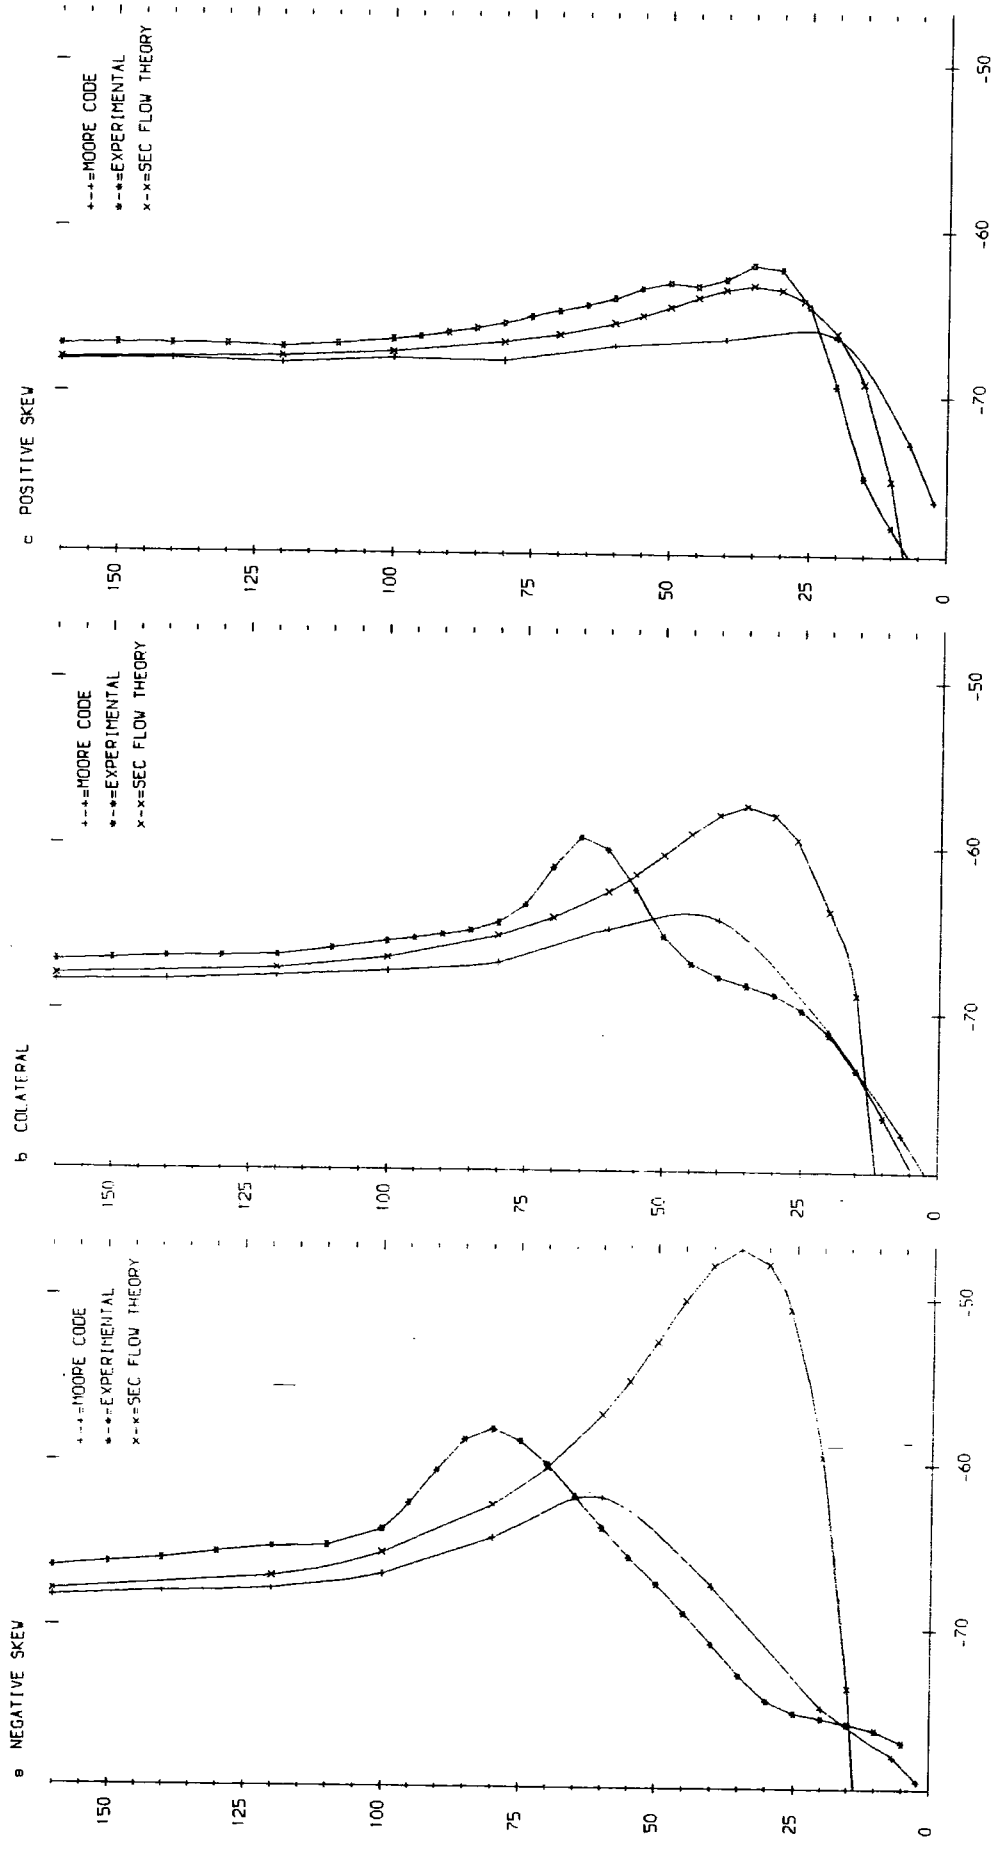 a NEGATIVE SKEW
+-+=MOORE CODE
*-*=EXPERIMENTAL
x-x=SEC FLOW THEORY
150
125
100
75
50
25
0
-70
-60
-50
b COLATERAL
+-+=MOORE CODE
*-*=EXPERIMENTAL
x-x=SEC FLOW THEORY
150
125
100
75
50
25
0
-70
-60
-50
c POSITIVE SKEW
+-+=MOORE CODE
*-*=EXPERIMENTAL
x-x=SEC FLOW THEORY
150
125
100
75
50
25
0
-70
-60
-50